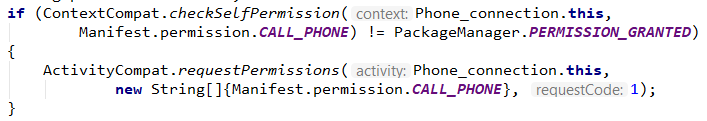 if (ContextCompat.checkSelfPermission( context: Phone_connection.this,
Manifest.permission.CALL_PHONE) != PackageManager.PERMISSION_GRANTED)
{
ActivityCompat.requestPermissions( activity: Phone_connection.this,
new String[]{Manifest.permission.CALL_PHONE}, requestCode: 1);
}